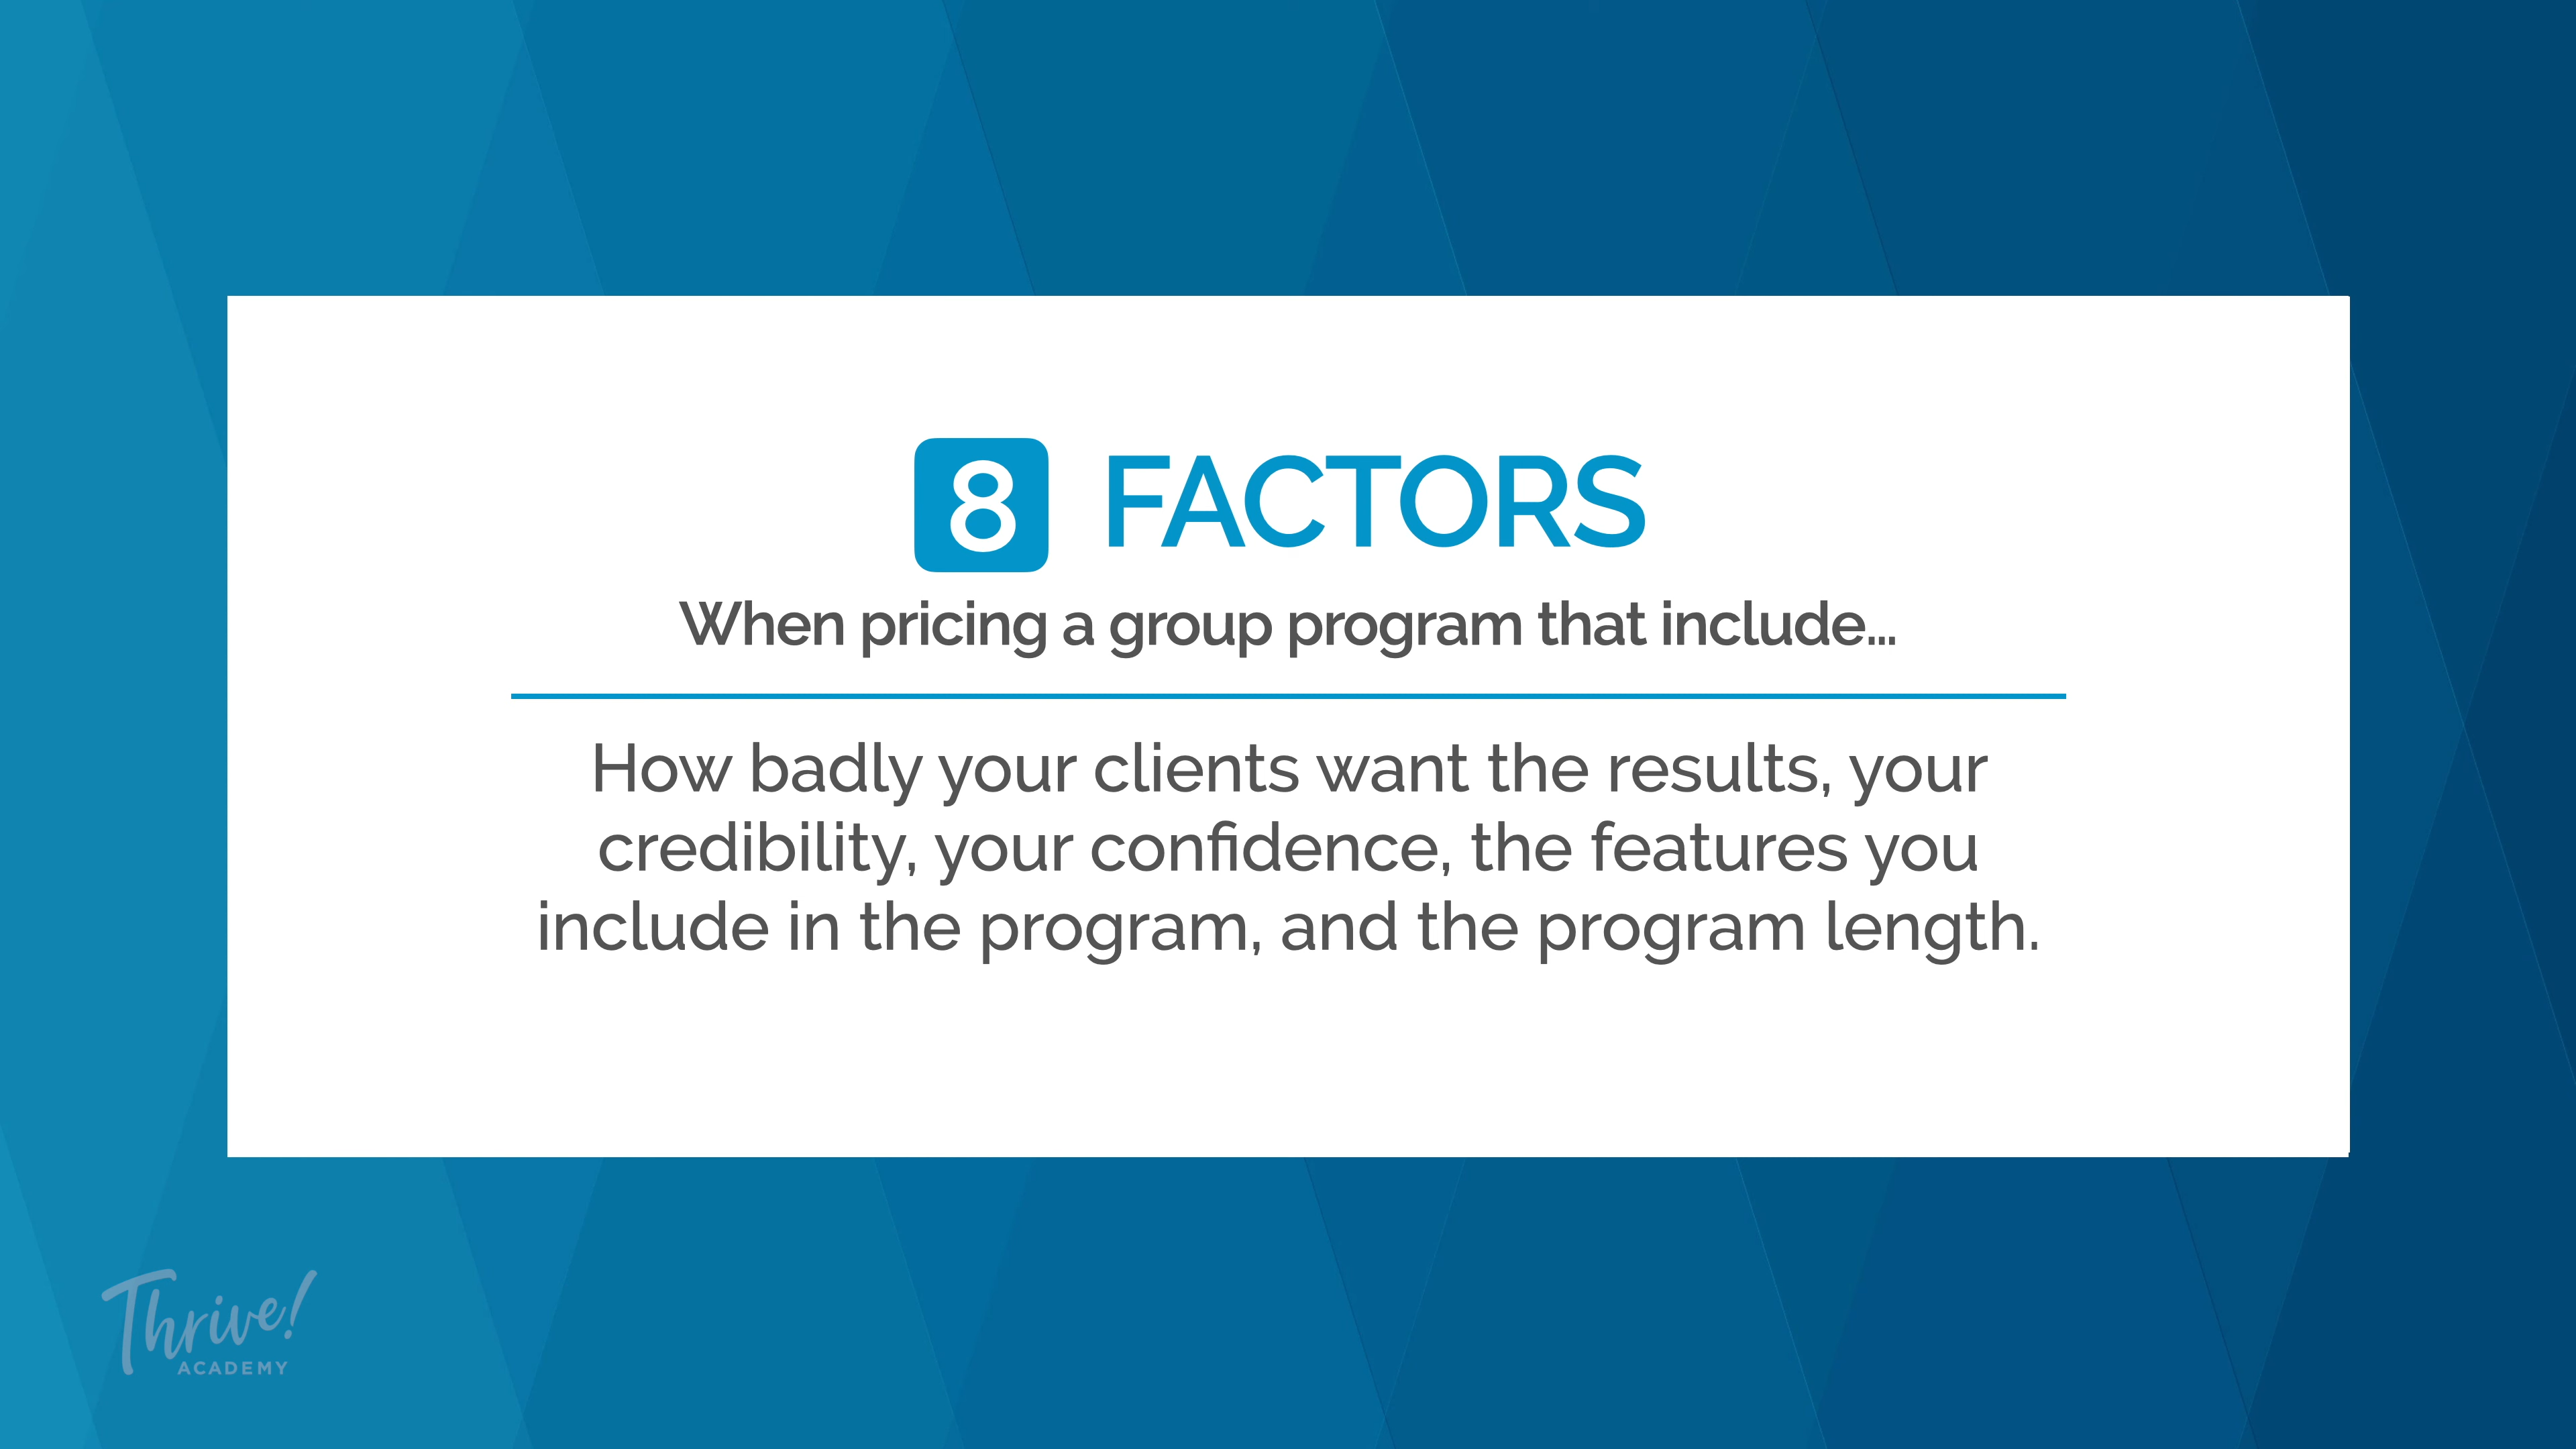 8 FACTORS
When pricing a group program that include...
How badly your clients want the results, your
credibility, your confidence, the features you
include in the program, and the program length.
Thrive!
ACADEMY